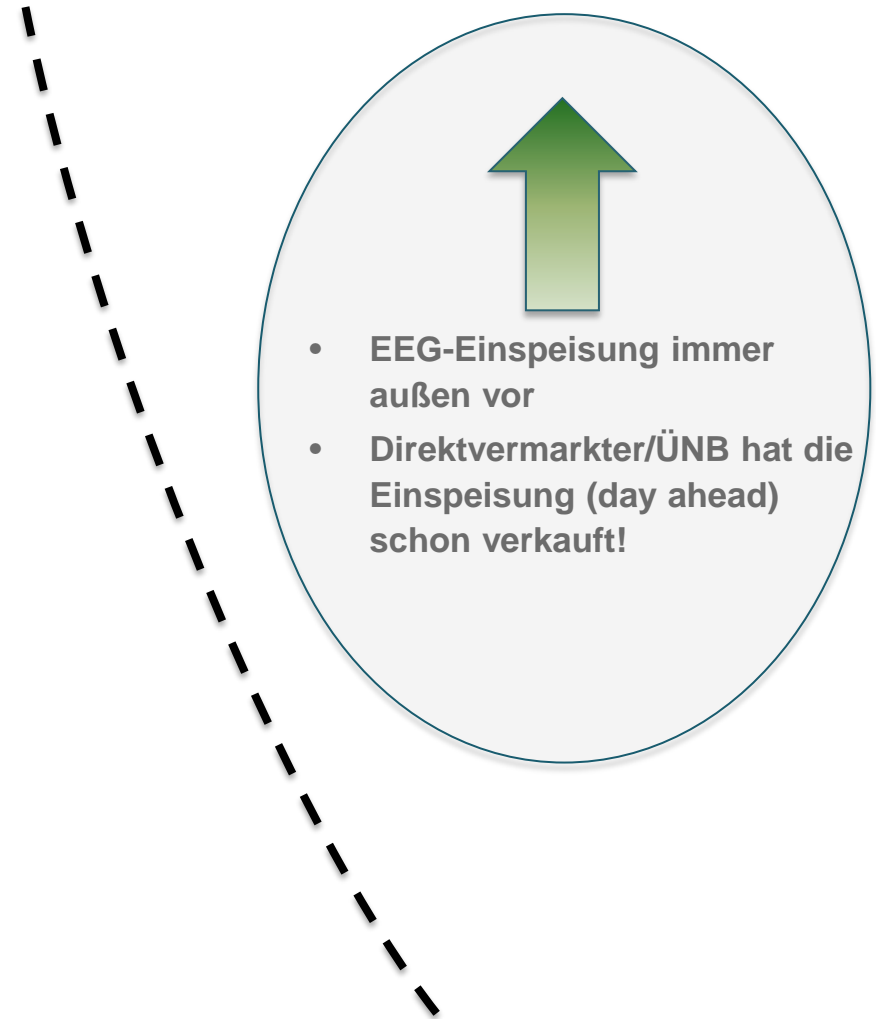 • EEG-Einspeisung immer
außen vor
• Direktvermarkter/ÜNB hat die
Einspeisung (day ahead)
schon verkauft!